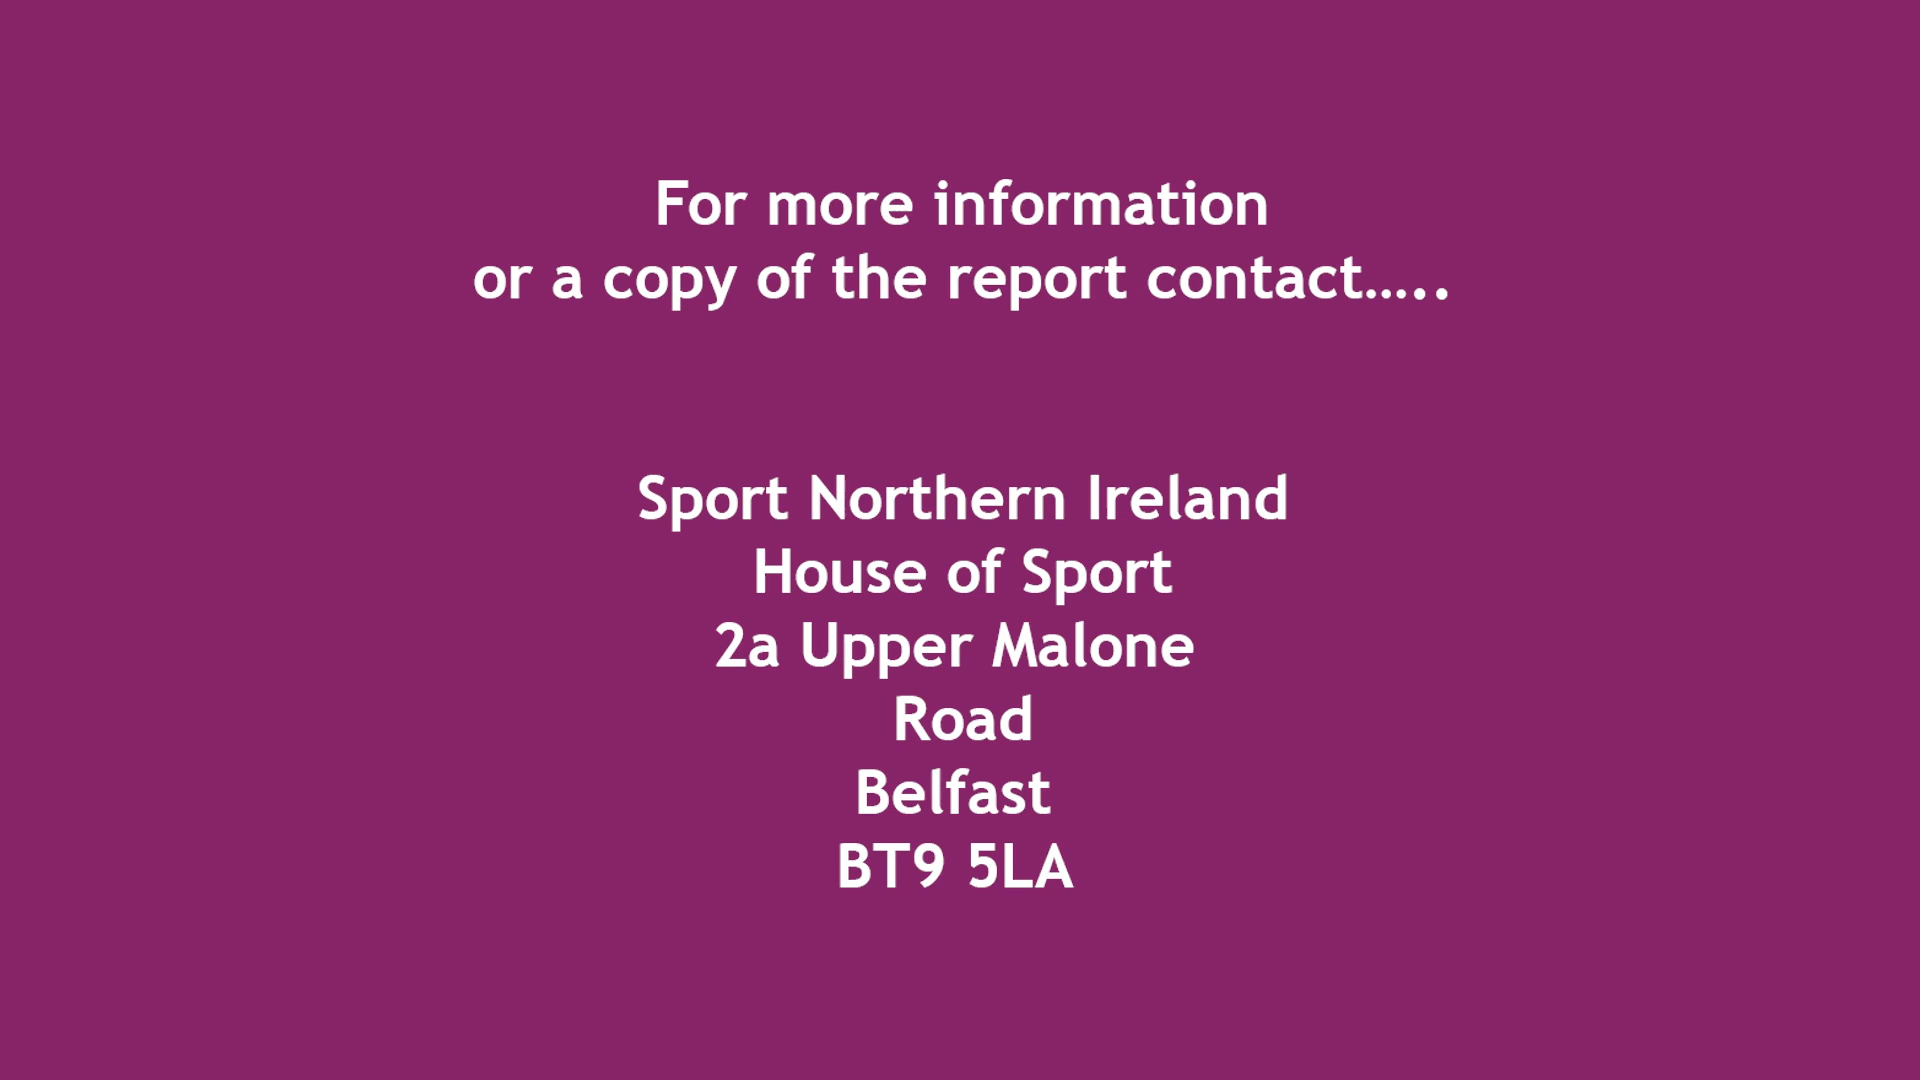 For more information
or a copy of the report contact…..
Sport Northern Ireland
House of Sport
2a Upper Malone
Road
Belfast
BT9 5LA